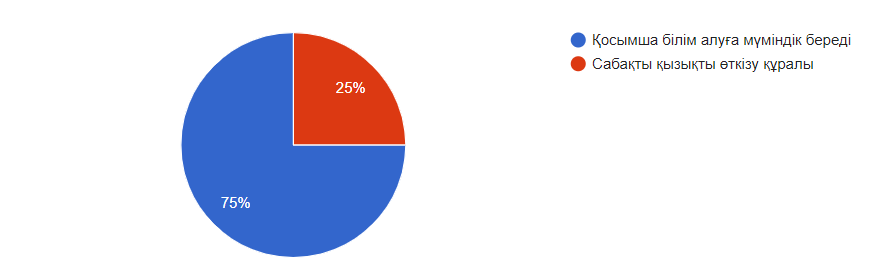 Қосымша білім алуға мүміндік береді
Сабақты қызықты өткізу құралы
25%
75%